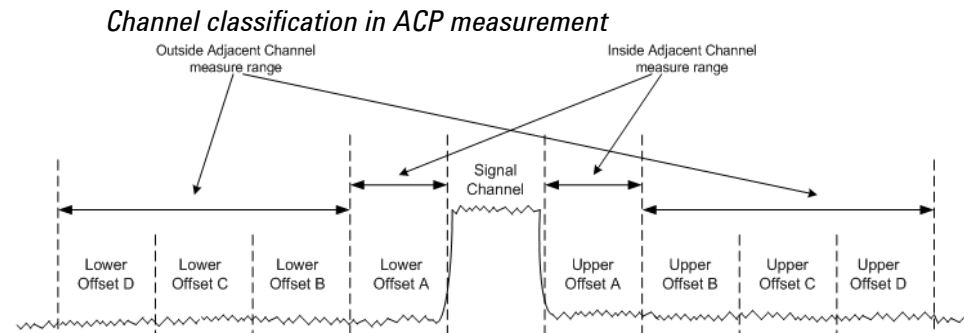 Channel classification in ACP measurement
Outside Adjacent Channel
measure range
Inside Adjacent Channel
measure range
Signal
Channel
Lower
Offset D
Lower
Offset C
Lower
Offset B
Lower
Offset A
Upper
Offset A
Upper
Offset B
Upper
Offset C
Upper
Offset D